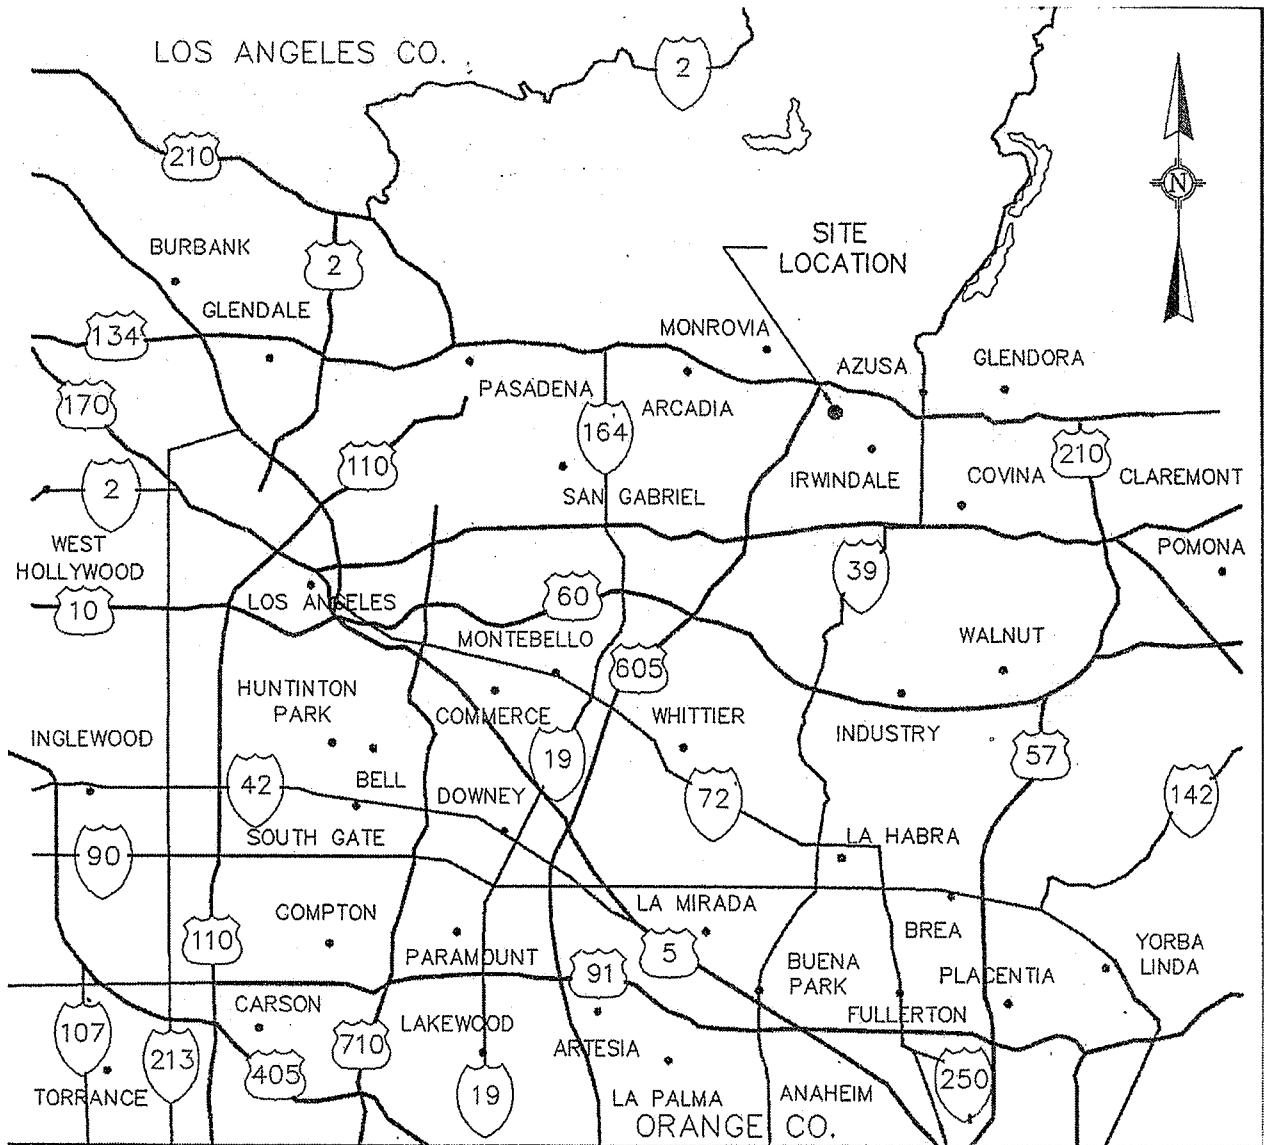 LOS ANGELES CO.
2
210
N
SITE
LOCATION
BURBANK
2
GLENDALE
134
MONROVIA
AZUSA
GLENDORA
PASADENA
ARCADIA
170
164
110
210
2
SAN GABRIEL
IRWINDALE
COVINA
CLAREMONT
WEST
HOLLYWOOD
POMONA
39
10
LOS ANGELES
60
MONTEBELLO
WALNUT
605
HUNTINTON
PARK
COMMERCE
WHITTIER
INDUSTRY
INGLEWOOD
19
57
42
BELL
DOWNEY
72
142
90
SOUTH GATE
LA HABRA
COMPTON
LA MIRADA
BREA
110
PARAMOUNT
5
YORBA
LINDA
91
BUENA
PARK
PLACENTIA
CARSON
FULLERTON
107
LAKEWOOD
213
710
ARTESIA
405
250
TORRANCE
19
LA PALMA
ANAHEIM
ORANGE CO.